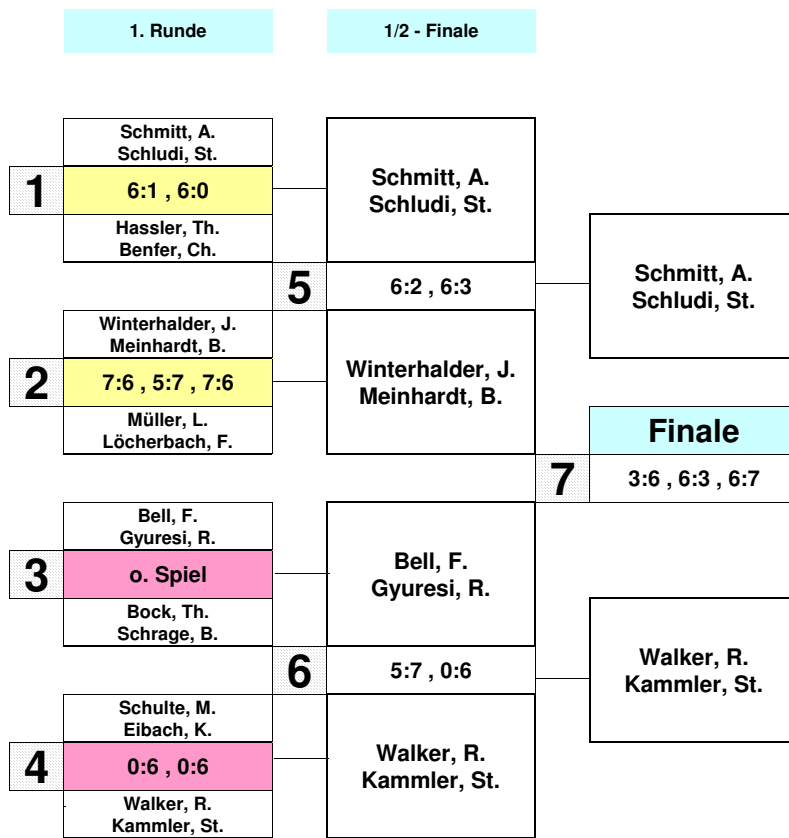 1. Runde
1/2 - Finale
Schmitt, A.
Schludi, St.
1
6:1 , 6:0
Hassler, Th.
Benfer, Ch.
Schmitt, A.
Schludi, St.
5
6:2 , 6:3
Schmitt, A.
Schludi, St.
Winterhalder, J.
Meinhardt, B.
2
7:6 , 5:7 , 7:6
Müller, L.
Löcherbach, F.
Winterhalder, J.
Meinhardt, B.
Finale
7
3:6 , 6:3 , 6:7
Bell, F.
Gyuresi, R.
3
o. Spiel
Bock, Th.
Schrage, B.
Bell, F.
Gyuresi, R.
6
5:7 , 0:6
Walker, R.
Kammler, St.
Schulte, M.
Eibach, K.
4
0:6 , 0:6
Walker, R.
Kammler, St.
Walker, R.
Kammler, St.